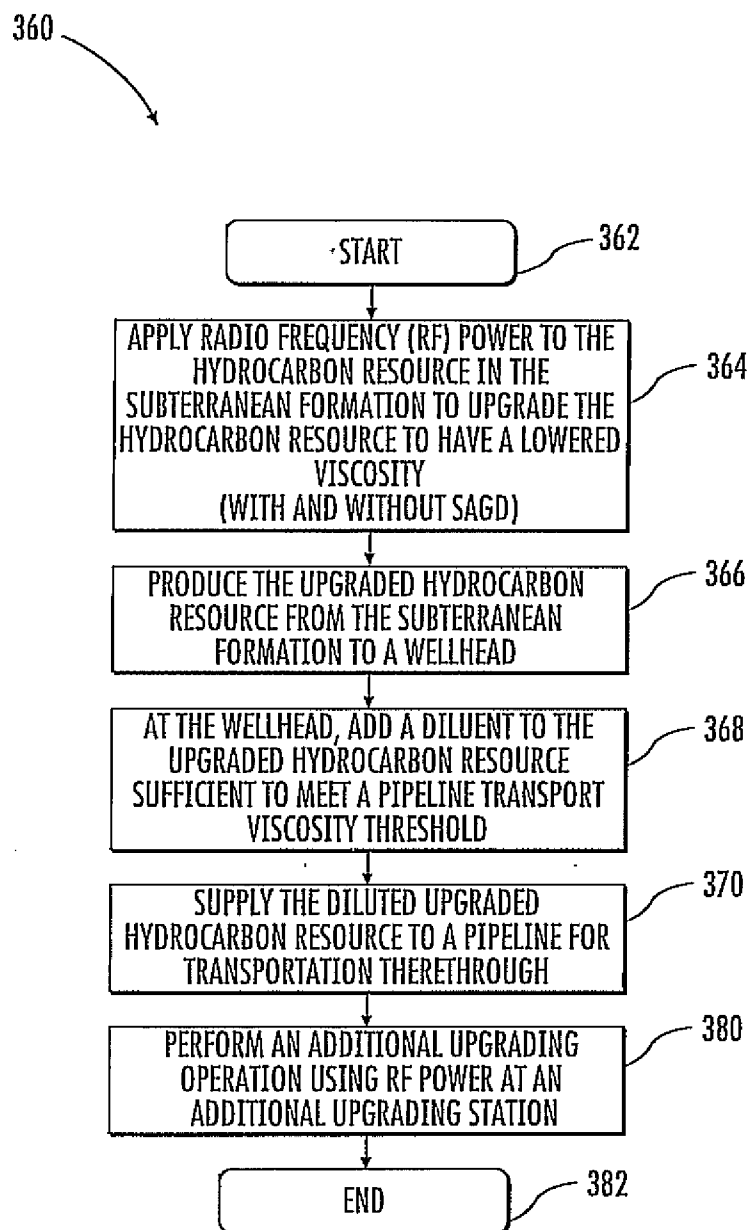 360
START
362
APPLY RADIO FREQUENCY (RF) POWER TO THE
HYDROCARBON RESOURCE IN THE
SUBTERRANEAN FORMATION TO UPGRADE THE
HYDROCARBON RESOURCE TO HAVE A LOWERED
VISCOSITY
(WITH AND WITHOUT SAGD)
364
PRODUCE THE UPGRADED HYDROCARBON
RESOURCE FROM THE SUBTERRANEAN
FORMATION TO A WELLHEAD
366
AT THE WELLHEAD, ADD A DILUENT TO THE
UPGRADED HYDROCARBON RESOURCE
SUFFICIENT TO MEET A PIPELINE TRANSPORT
VISCOSITY THRESHOLD
368
SUPPLY THE DILUTED UPGRADED
HYDROCARBON RESOURCE TO A PIPELINE FOR
TRANSPORTATION THERETHROUGH
370
PERFORM AN ADDITIONAL UPGRADING
OPERATION USING RF POWER AT AN
ADDITIONAL UPGRADING STATION
380
END
382